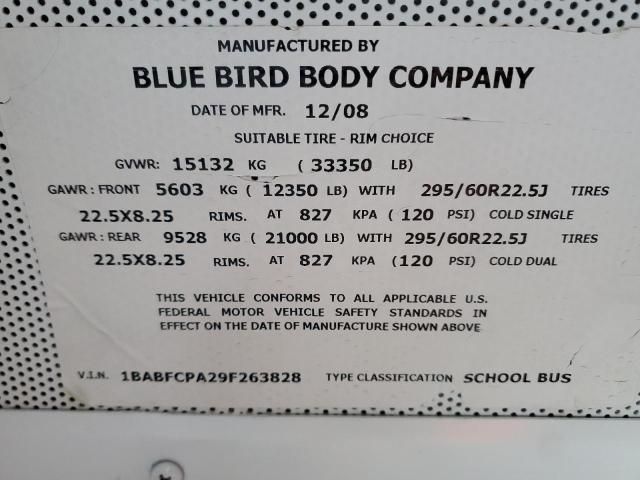 MANUFACTURED BY
BLUE BIRD BODY COMPANY
DATE OF MFR. 12/08
SUITABLE TIRE - RIM CHOICE
GVWR: 15132 KG ( 33350 LB)
GAWR : FRONT 5603 KG ( 12350 LB) WITH 295/60R22.5J TIRES
22.5X8.25 RIMS. AT 827 KPA (120 PSI) COLD SINGLE
GAWR : REAR 9528 KG ( 21000 LB) WITH 295/60R22.5J TIRES
22.5X8.25 RIMS. AT 827 KPA (120 PSI) COLD DUAL
THIS VEHICLE CONFORMS TO ALL APPLICABLE U.S.
FEDERAL MOTOR VEHICLE SAFETY STANDARDS IN
EFFECT ON THE DATE OF MANUFACTURE SHOWN ABOVE
V.I.N. 1BABFCPA29F263828 TYPE CLASSIFICATION SCHOOL BUS